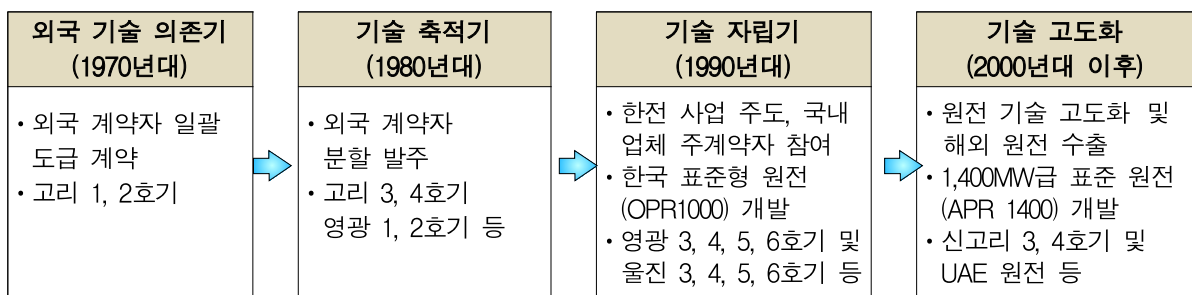 외국 기술 의존기
(1970년대)
• 외국 계약자 일괄
도급 계약
• 고리 1, 2호기
기술 축적기
(1980년대)
• 외국 계약자
분할 발주
• 고리 3, 4호기
영광 1, 2호기 등
기술 자립기
(1990년대)
• 한전 사업 주도, 국내
업체 주계약자 참여
• 한국 표준형 원전
(OPR1000) 개발
• 영광 3, 4, 5, 6호기 및
울진 3, 4, 5, 6호기 등
기술 고도화
(2000년대 이후)
• 원전 기술 고도화 및
해외 원전 수출
• 1,400MW급 표준 원전
(APR 1400) 개발
• 신고리 3, 4호기 및
UAE 원전 등